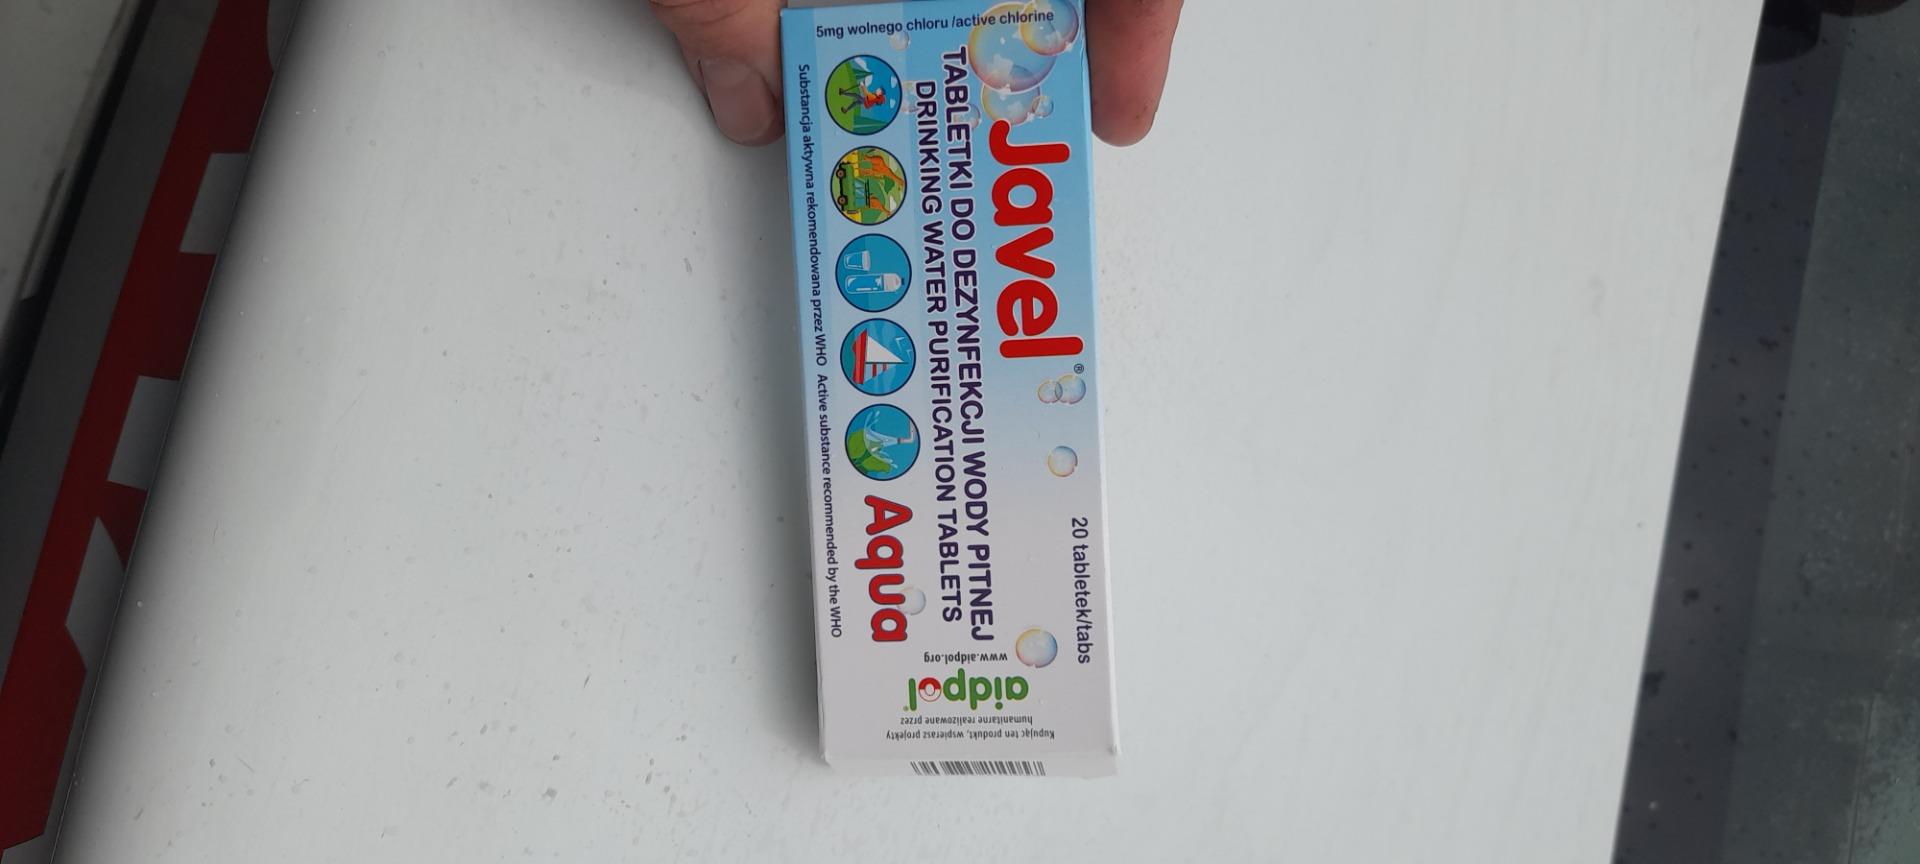 5mg wolnego chloru /active chlorine
Javel®
20 tabletek/tabs
TABLETKI DO DEZYNFEKCJI WODY PITNEJ
DRINKING WATER PURIFICATION TABLETS
Aqua
Substancja aktywna rekomendowana przez WHO Active substance recommended by the WHO
Kupując ten produkt, wspierasz projekty
humanitarne realizowane przez
aidpol
www.aidpol.org